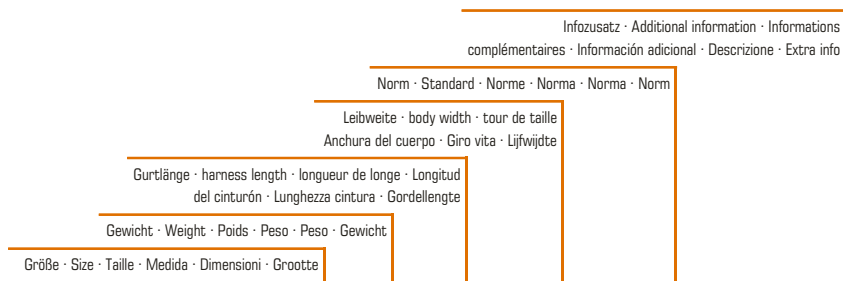 Infozusatz · Additional information · Informations
complémentaires · Información adicional · Descrizione · Extra info
Norm · Standard · Norme · Norma · Norma · Norm
Leibweite · body width · tour de taille
Anchura del cuerpo · Giro vita · Lijfwijdte
Gurtlänge · harness length · longueur de longe · Longitud
del cinturón · Lunghezza cintura · Gordellengte
Gewicht · Weight · Poids · Peso · Peso · Gewicht
Größe · Size · Taille · Medida · Dimensioni · Grootte